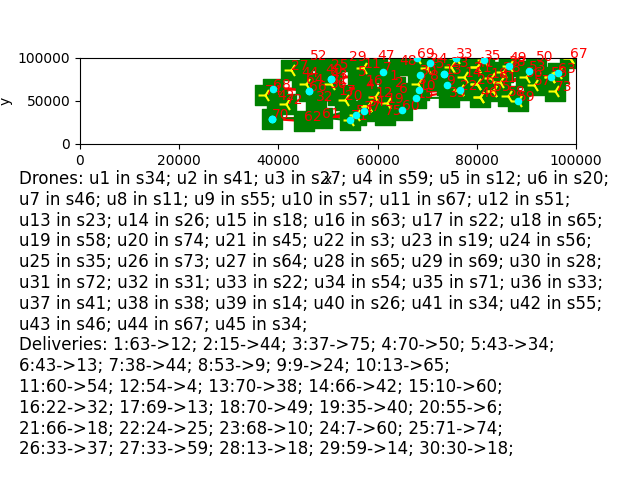 52 29 47 69 34 33 35 49 50 67
100000
50000
0
y
0 20000 40000 60000 80000 100000
x
Drones: u1 in s34; u2 in s41; u3 in s27; u4 in s59; u5 in s12; u6 in s20;
u7 in s46; u8 in s11; u9 in s55; u10 in s57; u11 in s67; u12 in s51;
u13 in s23; u14 in s26; u15 in s18; u16 in s63; u17 in s22; u18 in s65;
u19 in s58; u20 in s74; u21 in s45; u22 in s3; u23 in s19; u24 in s56;
u25 in s35; u26 in s73; u27 in s64; u28 in s65; u29 in s69; u30 in s28;
u31 in s72; u32 in s31; u33 in s22; u34 in s54; u35 in s71; u36 in s33;
u37 in s41; u38 in s38; u39 in s14; u40 in s26; u41 in s34; u42 in s55;
u43 in s46; u44 in s67; u45 in s34;
Deliveries: 1:63->12; 2:15->44; 3:37->75; 4:70->50; 5:43->34;
6:43->13; 7:38->44; 8:53->9; 9:9->24; 10:13->65;
11:60->54; 12:54->4; 13:70->38; 14:66->42; 15:10->60;
16:22->32; 17:69->13; 18:70->49; 19:35->40; 20:55->6;
21:66->18; 22:24->25; 23:68->10; 24:7->60; 25:71->74;
26:33->37; 27:33->59; 28:13->18; 29:59->14; 30:30->18;